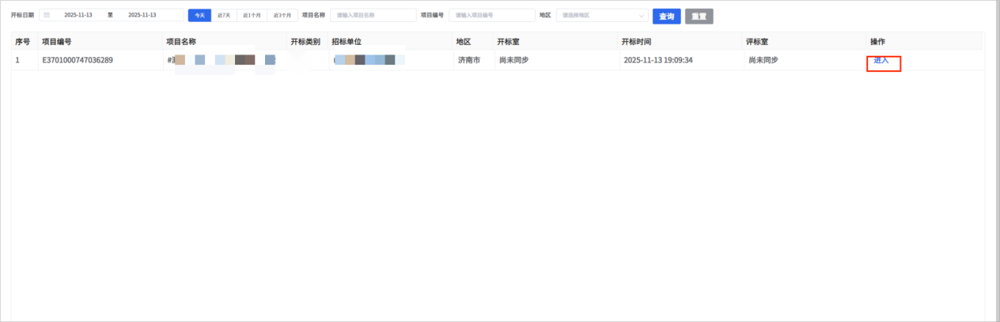 开标日期 2025-11-13 至 2025-11-13 今天 近7天 近1个月 近3个月 项目名称 请输入项目名称 项目编号 请输入项目编号 地区 请选择地区 查询 重置
序号 项目编号 项目名称 开标类别 招标单位 地区 开标室 开标时间 评标室 操作
1 E3701000747036289 济南市 尚未同步 2025-11-13 19:09:34 尚未同步 进入